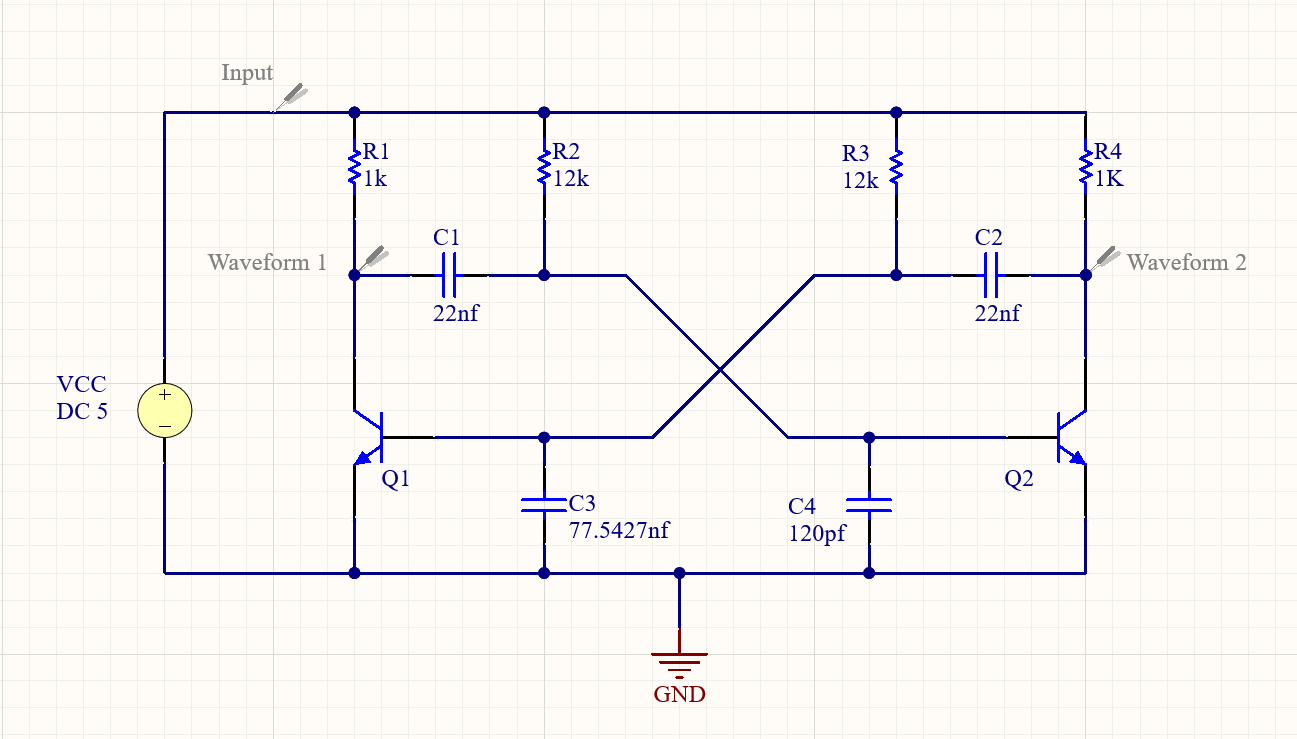 Input
R1
1k
R2
12k
R3
12k
R4
1K
Waveform 1
C1
22nf
C2
22nf
Waveform 2
VCC
DC 5
+
−
Q1
Q2
C3
77.5427nf
C4
120pf
GND